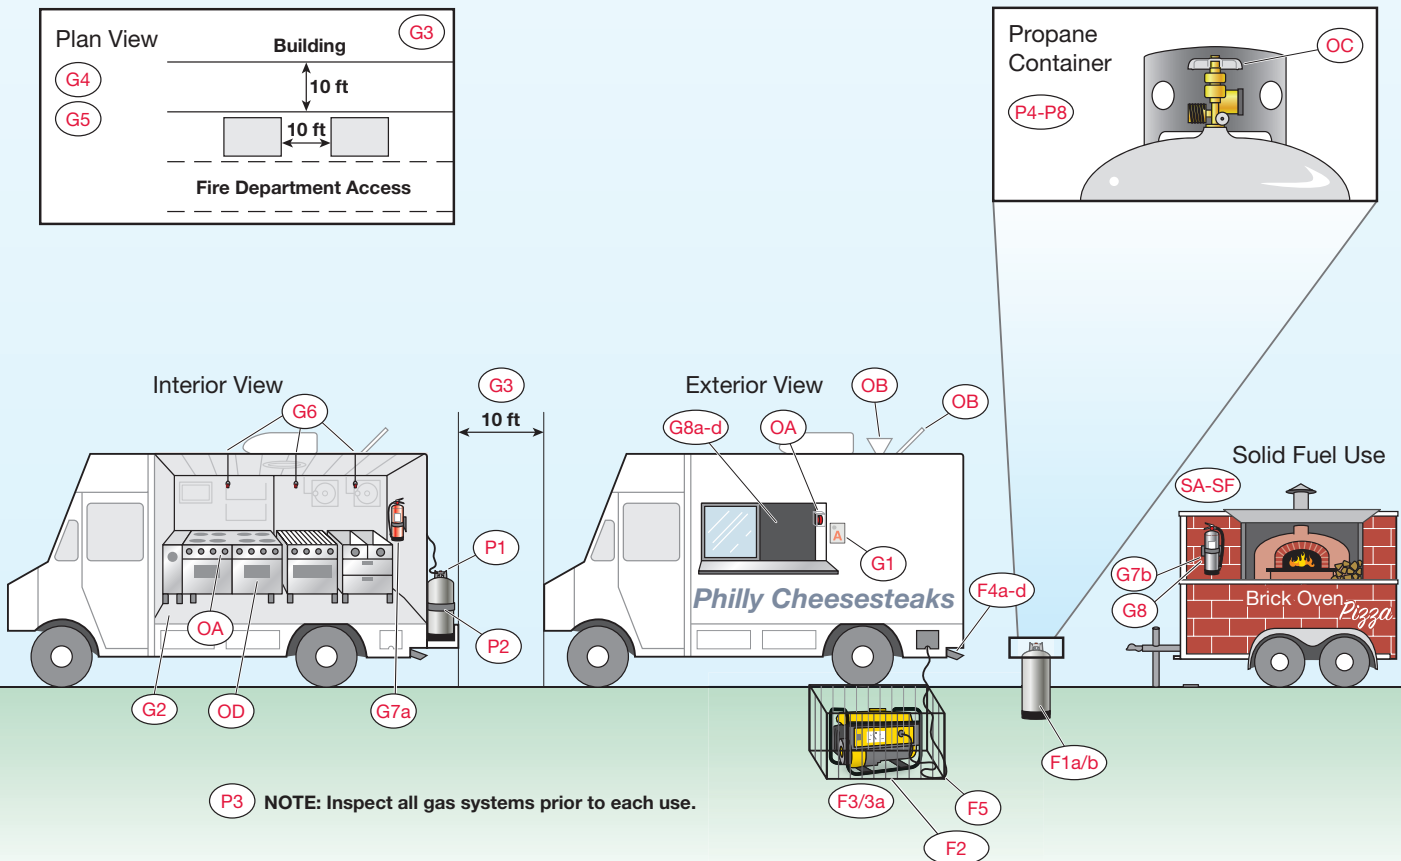 Plan View
G3
Building
G4
10 ft
G5
10 ft
Fire Department Access
Propane
Container
OC
P4-P8
Interior View
G3
Exterior View
OB
OB
G6
10 ft
G8a-d
OA
Solid Fuel Use
SA-SF
A
P1
G1
Philly Cheesesteaks
F4a-d
G7b
G8
Brick Oven
Pizza
OA
P2
G2
OD
G7a
F1a/b
P3
NOTE: Inspect all gas systems prior to each use.
F3/3a
F5
F2